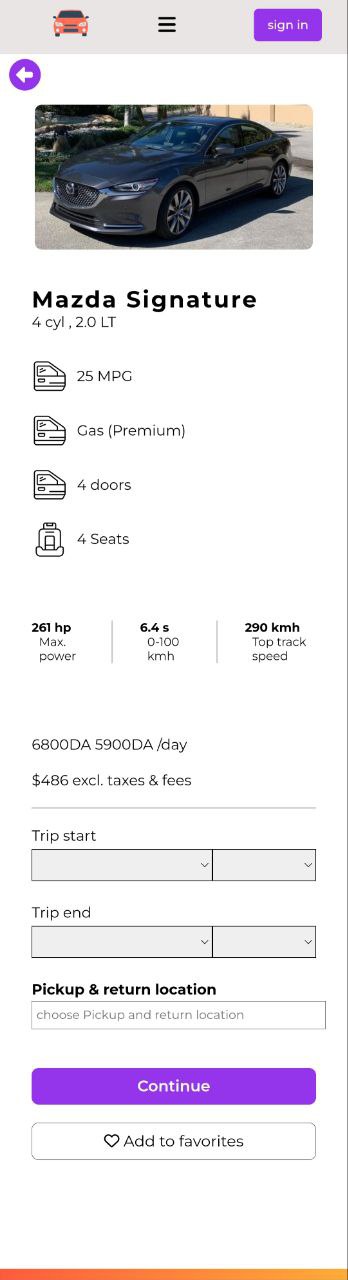 sign in
Mazda Signature
4 cyl , 2.0 LT
25 MPG
Gas (Premium)
4 doors
4 Seats
261 hp
Max.
power
6.4 s
0-100
kmh
290 kmh
Top track
speed
6800DA 5900DA /day
$486 excl. taxes & fees
Trip start
Trip end
Pickup & return location
choose Pickup and return location
Continue
Add to favorites